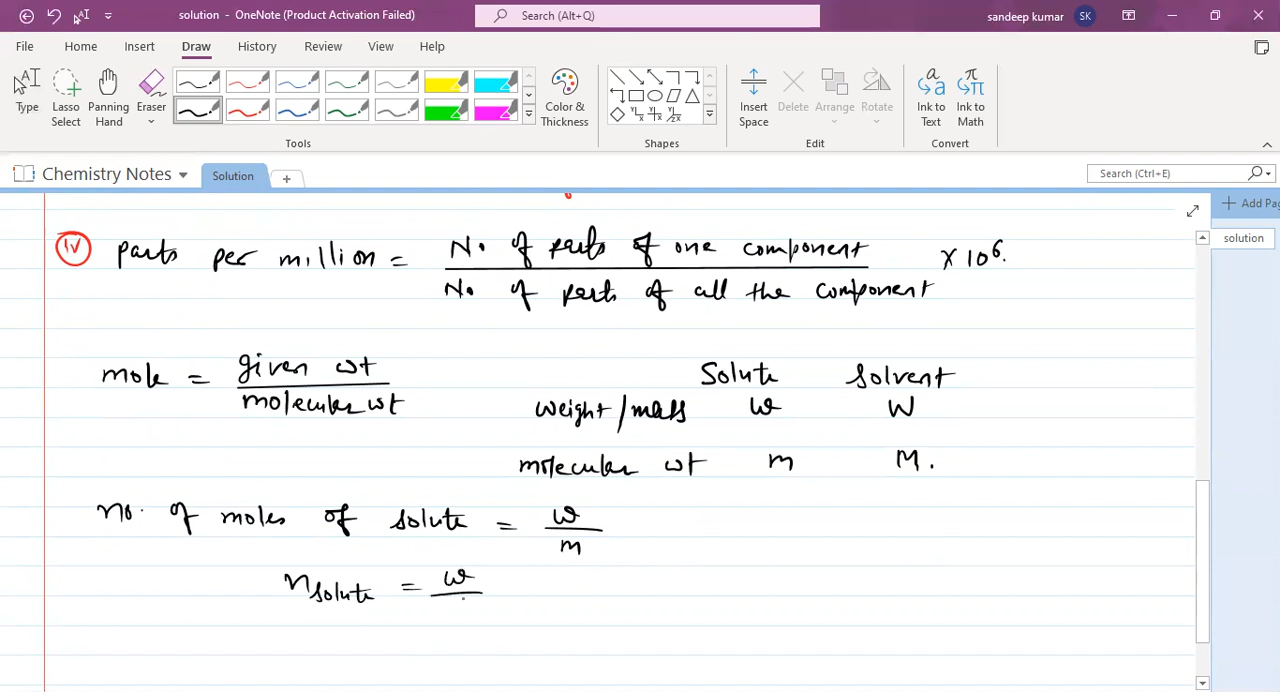 solution - OneNote (Product Activation Failed)
Search (Alt+Q)
sandeep kumar SK
File Home Insert Draw History Review View Help
Type Lasso Select Panning Hand Eraser Color & Thickness Insert Space Delete Arrange Rotate Ink to Text Ink to Math
Tools Shapes Edit Convert
Chemistry Notes Solution + Search (Ctrl+E)
Add Pag
solution
(iv) Parts per million = No. of parts of one component / No. of parts of all the component × 10⁶.
mole = given wt / molecular wt
Solute Solvent
weight/mass w W
molecular wt m M.
no. of moles of solute = w / m
n solute = w /